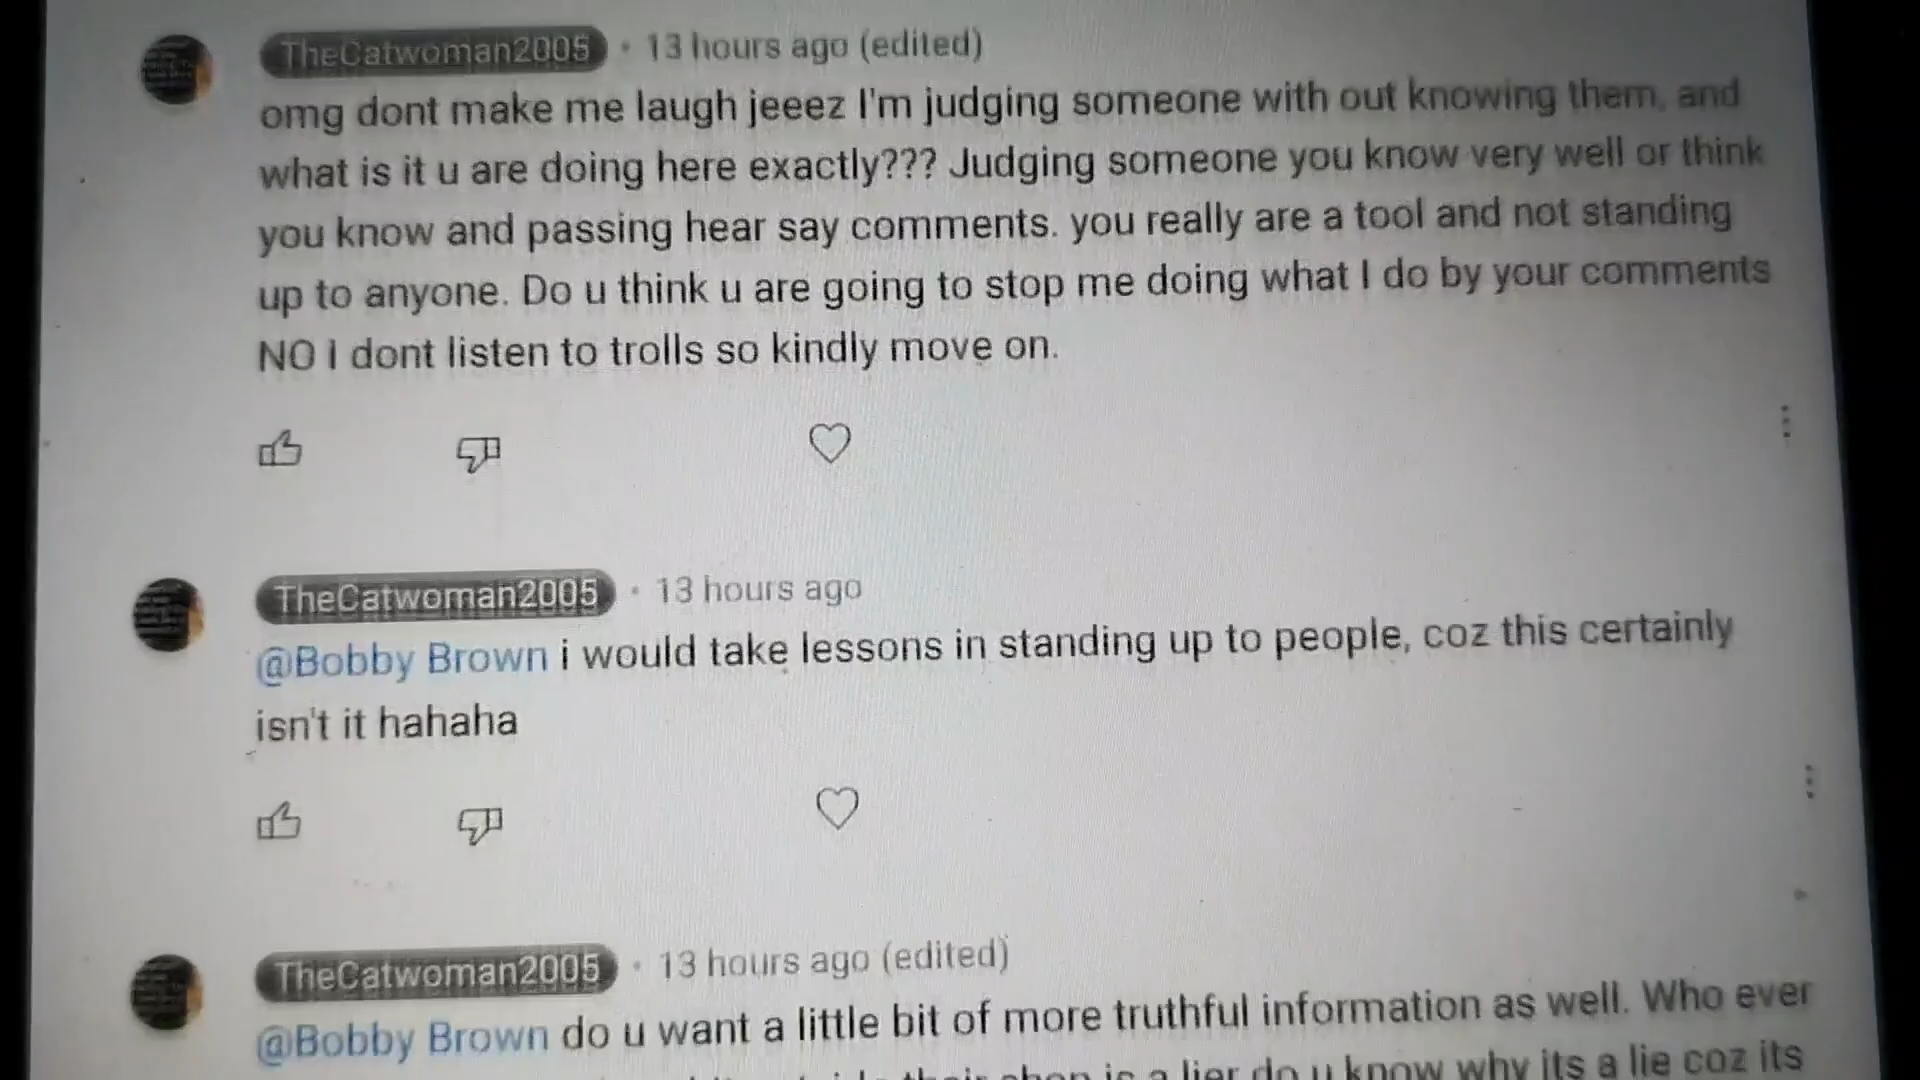 TheCatwoman2005 • 13 hours ago (edited)
omg dont make me laugh jeeez I'm judging someone with out knowing them, and
what is it u are doing here exactly??? Judging someone you know very well or think
you know and passing hear say comments. you really are a tool and not standing
up to anyone. Do u think u are going to stop me doing what I do by your comments
NO I dont listen to trolls so kindly move on.
TheCatwoman2005 • 13 hours ago
@Bobby Brown i would take lessons in standing up to people, coz this certainly
isn't it hahaha
TheCatwoman2005 • 13 hours ago (edited)
@Bobby Brown do u want a little bit of more truthful information as well. Who ever
their shop is a lier do u know why its a lie coz its